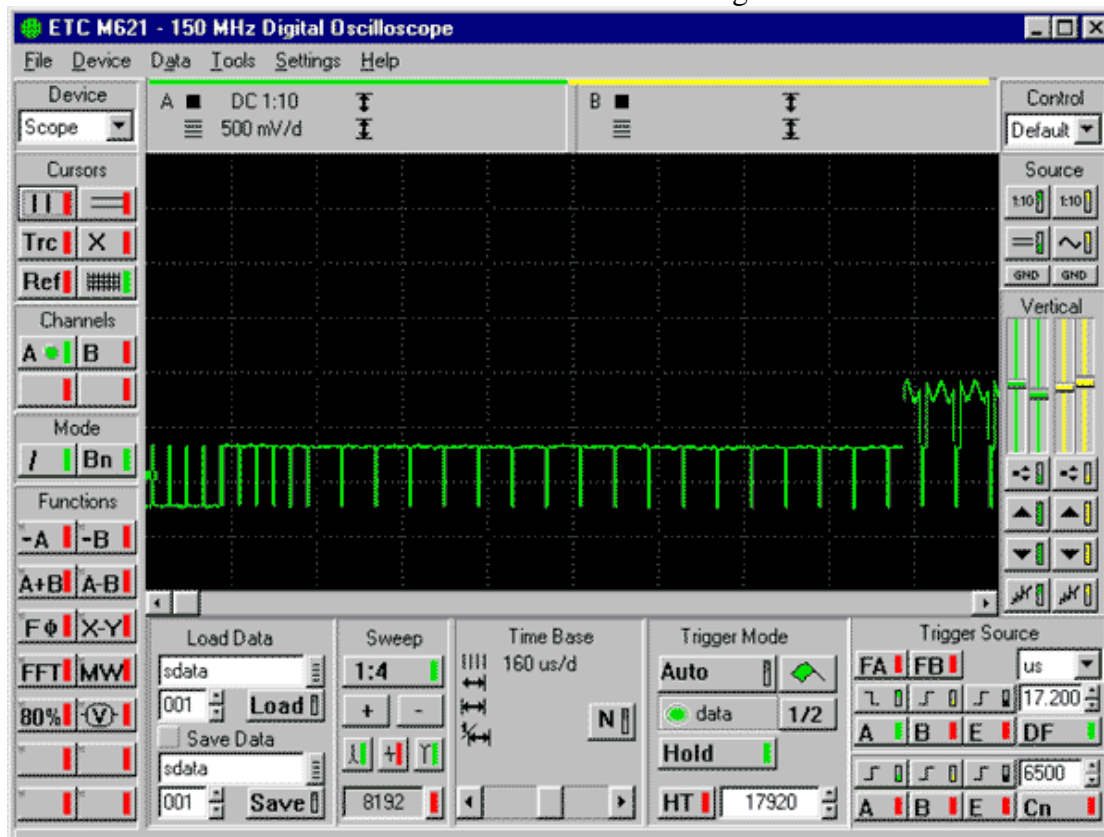 ETC M621 - 150 MHz Digital Oscilloscope
File Device Data Tools Settings Help
Device
Scope
A DC 1:10
500 mV/d
B
Control
Default
Cursors
Trc X
Ref
Channels
A B
Mode
/ Bn
Functions
-A -B
A+B A-B
FΦ X-Y
FFT MW
80% V
Source
1:10 1:10
GND GND
Vertical
Load Data
sdata
001 Load
Save Data
sdata
001 Save
Sweep
1:4
+ -
8192
Time Base
160 us/d
N
Trigger Mode
Auto
data 1/2
Hold
HT 17920
Trigger Source
FA FB us
17.200
A B E DF
6500
A B E Cn